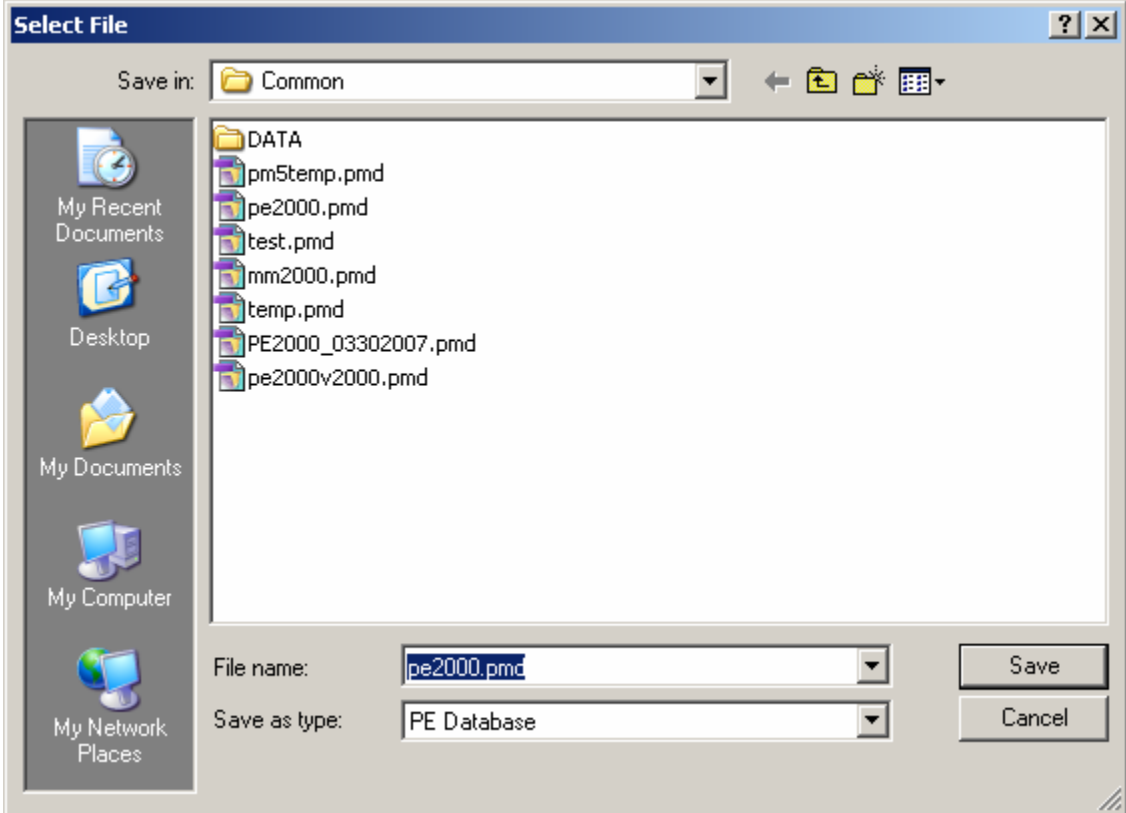 Select File
Save in:
Common
My Recent
Documents
Desktop
My Documents
My Computer
My Network
Places
DATA
pm5temp.pmd
pe2000.pmd
test.pmd
mm2000.pmd
temp.pmd
PE2000_03302007.pmd
pe2000v2000.pmd
File name:
pe2000.pmd
Save
Save as type:
PE Database
Cancel